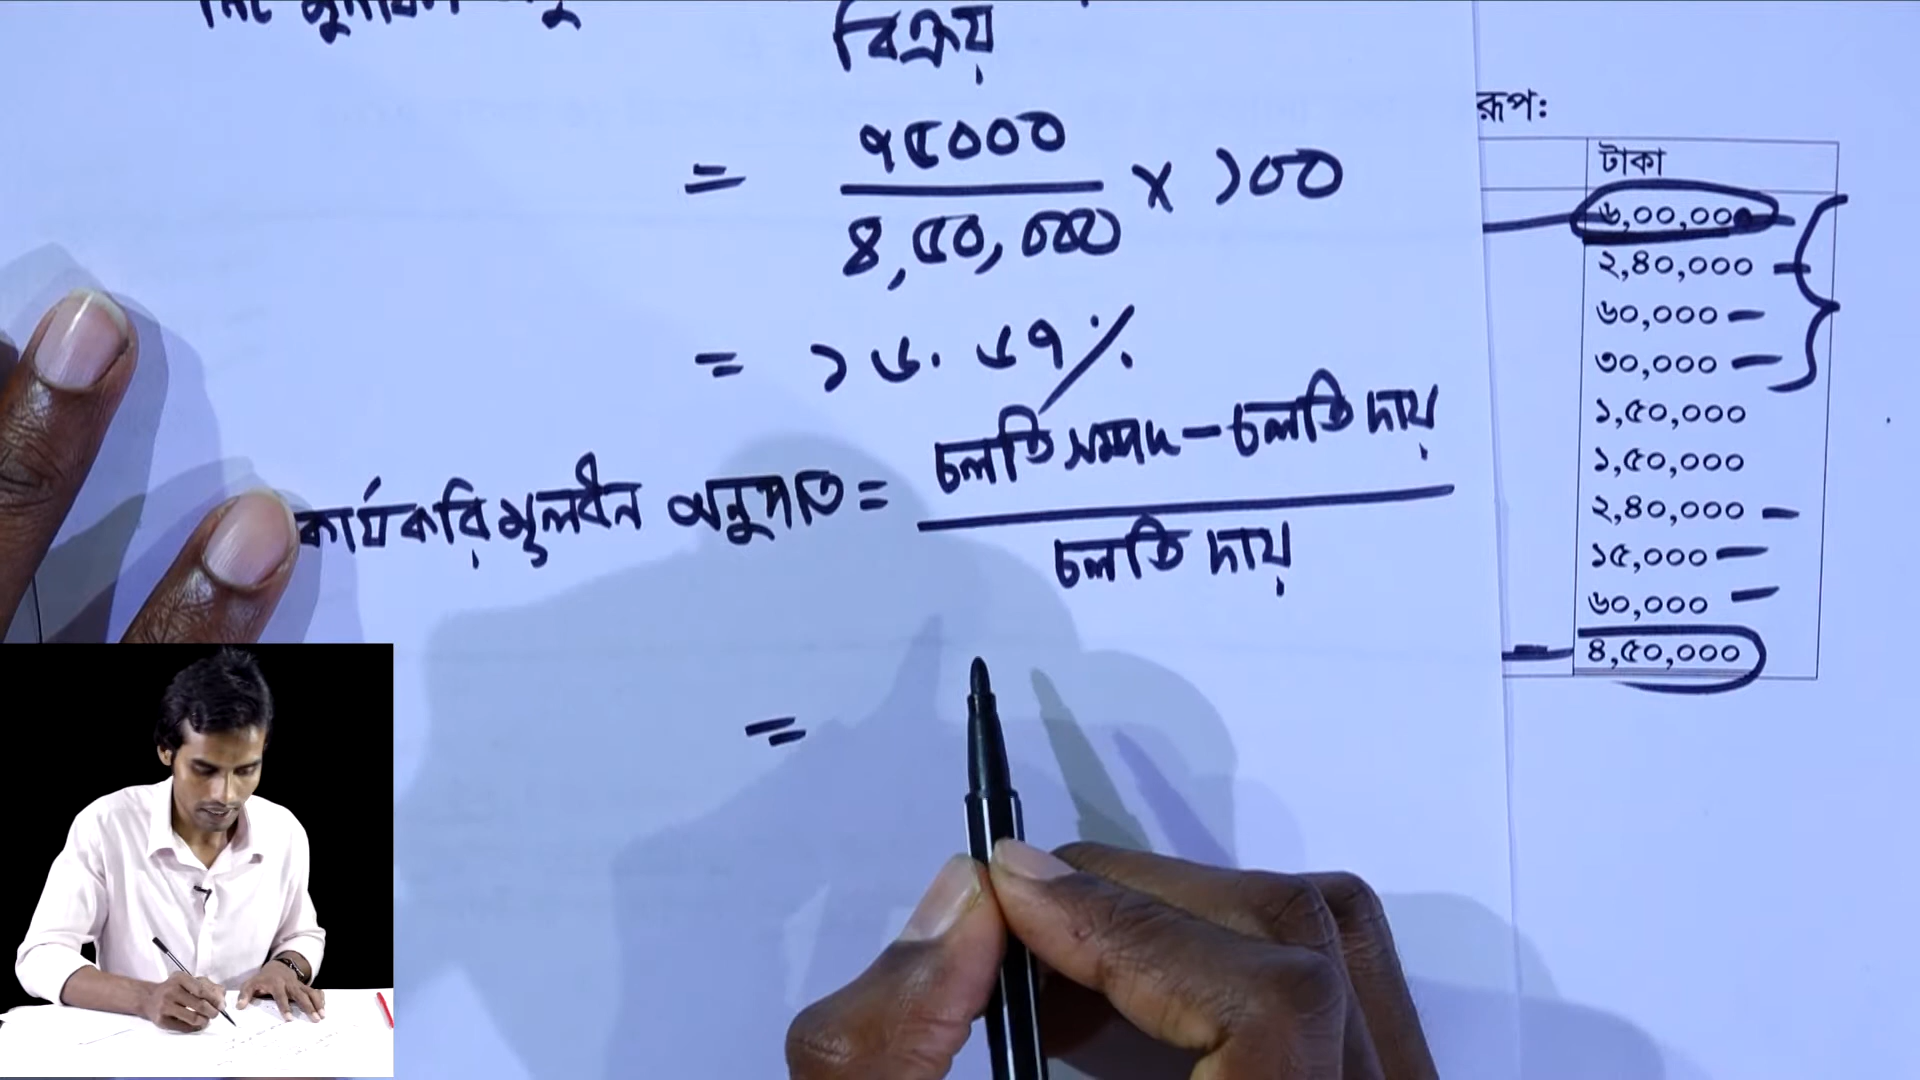 বিক্রয়
= ৭৫০০০ / ৪,৫০,০০০ × ১০০
= ১৬.৬৭%
কার্যকরি মূলধন অনুপাত = চলতি সম্পদ - চলতি দায় / চলতি দায়
=
রূপ:
টাকা
৬,০০,০০০
২,৪০,০০০
৬০,০০০
৩০,০০০
১,৫০,০০০
১,৫০,০০০
২,৪০,০০০
১৫,০০০
৬০,০০০
৪,৫০,০০০